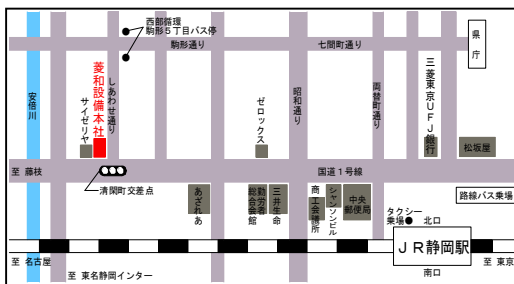 西部循環
駒形5丁目バス停
駒形通り
七間町通り
県庁
安倍川
サイゼリヤ
菱和設備本社
しあわせ通り
ゼロックス
昭和通り
両替町通り
三菱東京UFJ銀行
松坂屋
至 藤枝
国道1号線
清閑町交差点
あざれあ
勤労者
総合会館
三井生命
商工会議所
シャンソンビル
中央
郵便局
路線バス乗場
タクシー
乗場
北口
JR静岡駅
南口
至 名古屋
至 東京
至 東名静岡インター